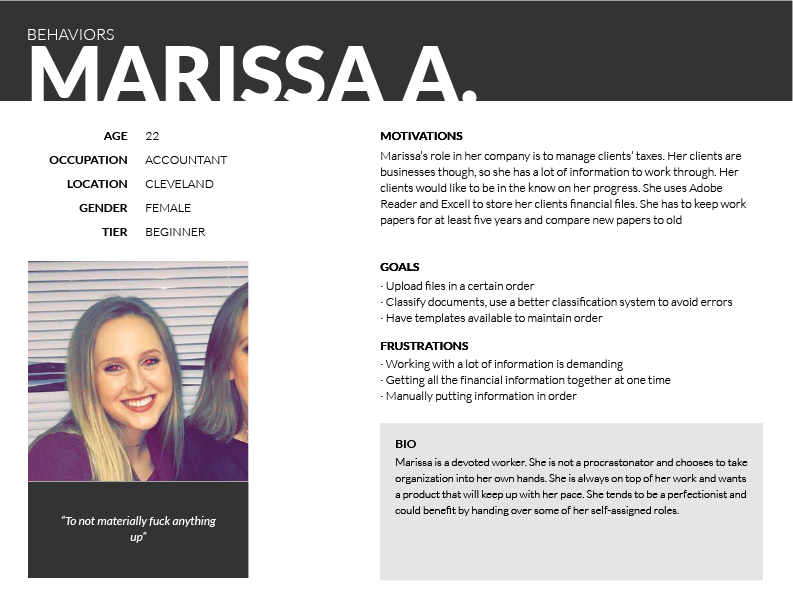 BEHAVIORS
MARISSA A.
AGE 22
OCCUPATION ACCOUNTANT
LOCATION CLEVELAND
GENDER FEMALE
TIER BEGINNER
"To not materially fuck anything
up"
MOTIVATIONS
Marissa's role in her company is to manage clients' taxes. Her clients are
businesses though, so she has a lot of information to work through. Her
clients would like to be in the know on her progress. She uses Adobe
Reader and Excell to store her clients financial files. She has to keep work
papers for at least five years and compare new papers to old
GOALS
· Upload files in a certain order
· Classify documents, use a better classification system to avoid errors
· Have templates available to maintain order
FRUSTRATIONS
· Working with a lot of information is demanding
· Getting all the financial information together at one time
· Manually putting information in order
BIO
Marissa is a devoted worker. She is not a procrastonator and chooses to take
organization into her own hands. She is always on top of her work and wants
a product that will keep up with her pace. She tends to be a perfectionist and
could benefit by handing over some of her self-assigned roles.